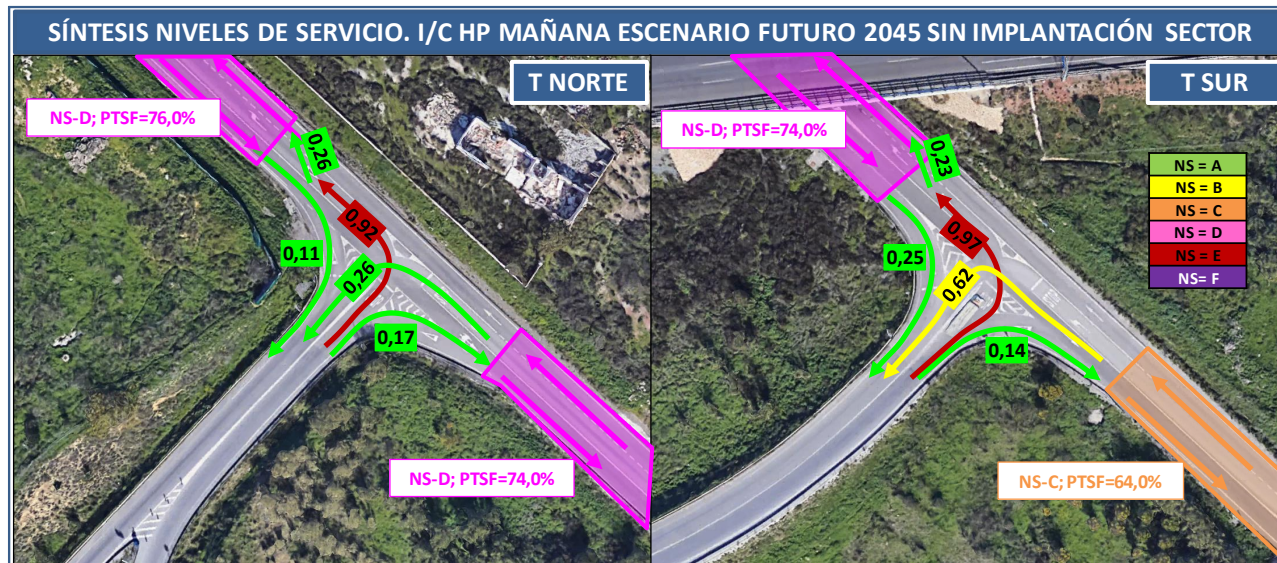 SÍNTESIS NIVELES DE SERVICIO. I/C HP MAÑANA ESCENARIO FUTURO 2045 SIN IMPLANTACIÓN SECTOR
T NORTE
NS-D; PTSF=76,0%
0,26
0,92
0,11
0,26
0,17
NS-D; PTSF=74,0%
T SUR
NS-D; PTSF=74,0%
0,23
0,97
0,25
0,62
0,14
NS = A
NS = B
NS = C
NS = D
NS = E
NS= F
NS-C; PTSF=64,0%